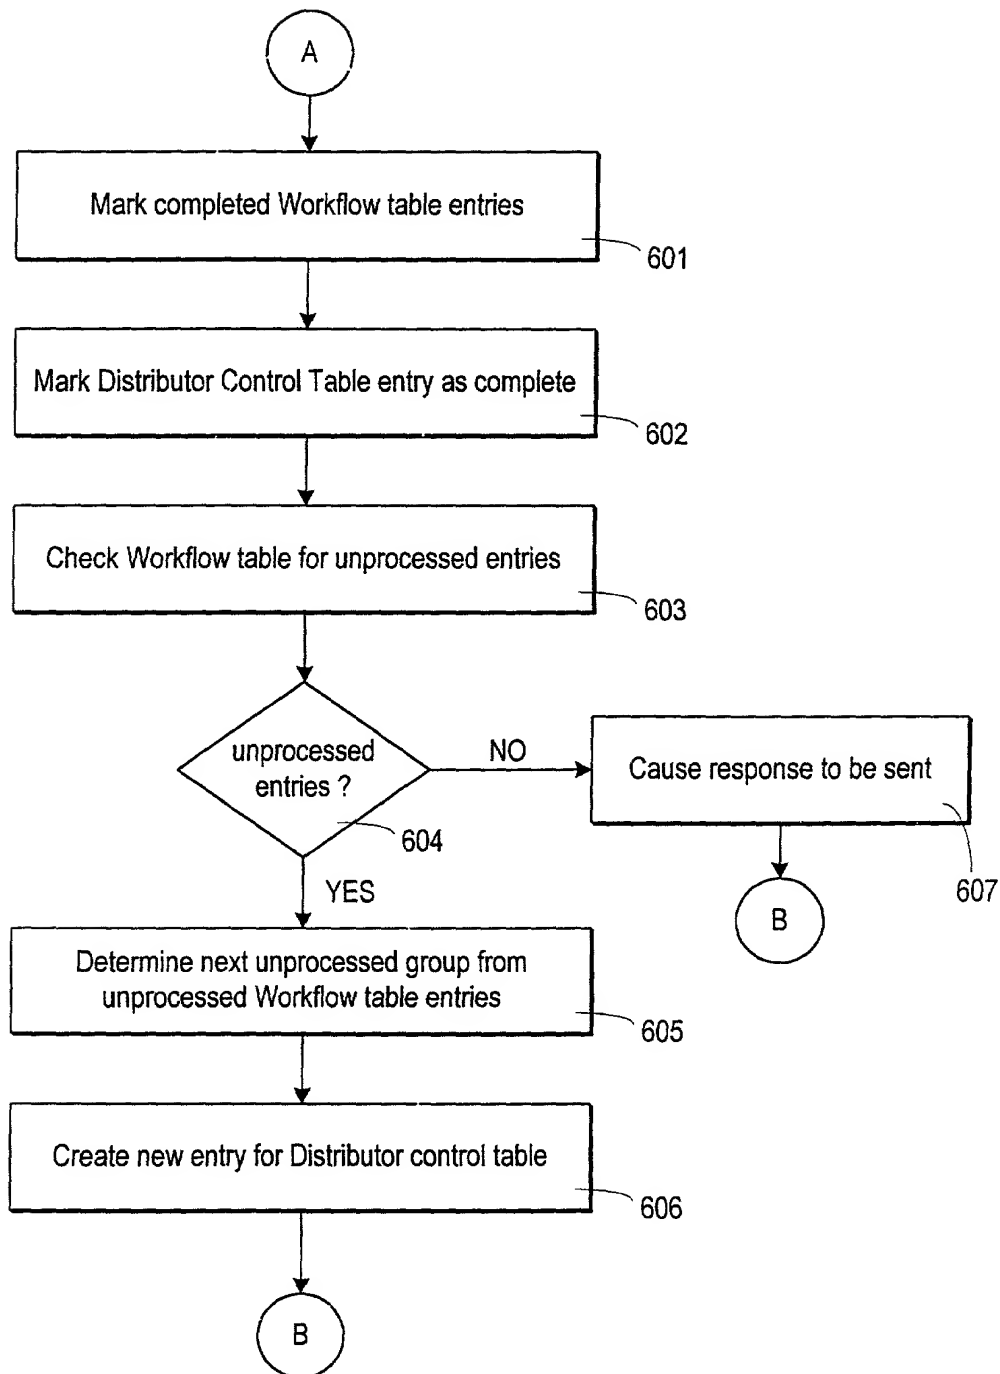 A
Mark completed Workflow table entries
601
Mark Distributor Control Table entry as complete
602
Check Workflow table for unprocessed entries
603
unprocessed
entries ?
604
NO
Cause response to be sent
607
B
YES
Determine next unprocessed group from
unprocessed Workflow table entries
605
Create new entry for Distributor control table
606
B